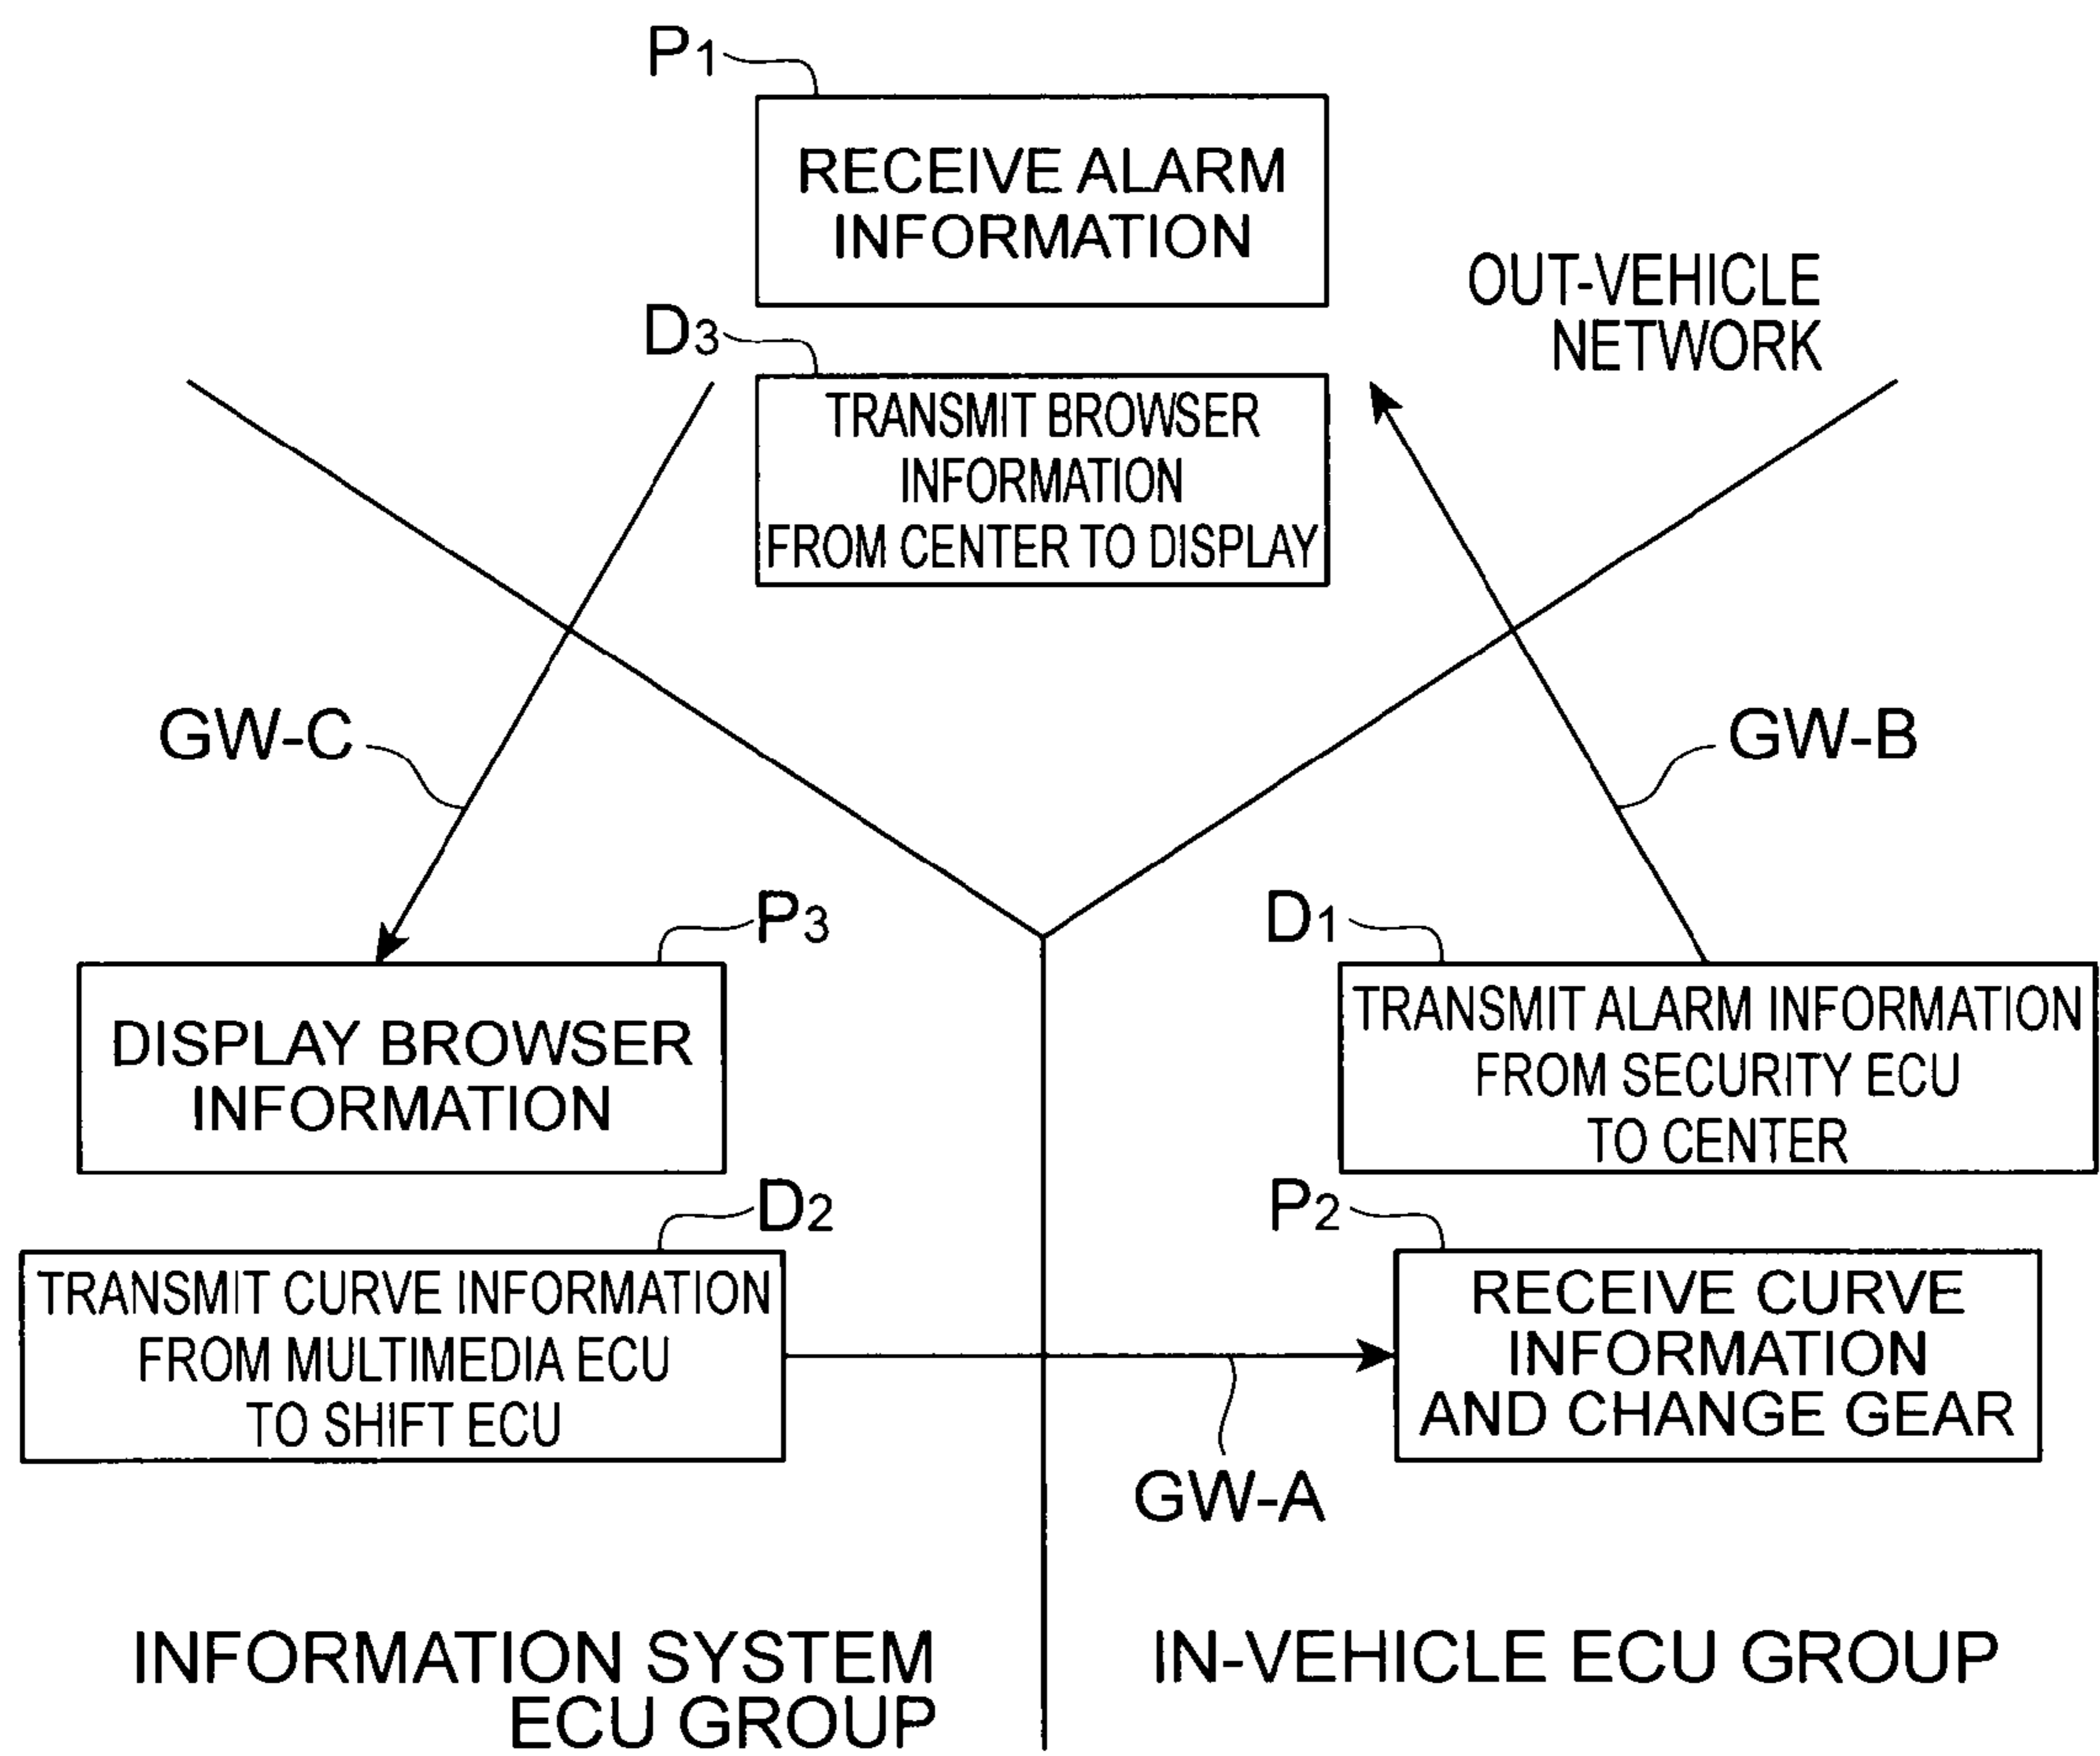 P1
RECEIVE ALARM
INFORMATION
OUT-VEHICLE
NETWORK
D3
TRANSMIT BROWSER
INFORMATION
FROM CENTER TO DISPLAY
GW-C
GW-B
P3
DISPLAY BROWSER
INFORMATION
D1
TRANSMIT ALARM INFORMATION
FROM SECURITY ECU
TO CENTER
D2
TRANSMIT CURVE INFORMATION
FROM MULTIMEDIA ECU
TO SHIFT ECU
P2
RECEIVE CURVE
INFORMATION
AND CHANGE GEAR
GW-A
INFORMATION SYSTEM
ECU GROUP
IN-VEHICLE ECU GROUP